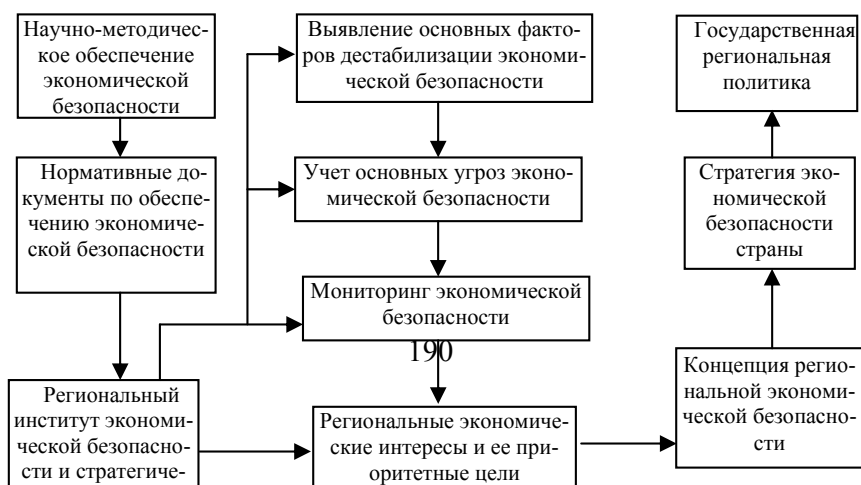 Научно-методичес-
кое обеспечение
экономической
безопасности
Нормативные до-
кументы по обеспе-
чению экономиче-
ской безопасности
Региональный
институт экономи-
ческой безопасно-
сти и стратегиче-
Выявление основных факто-
ров дестабилизации экономи-
ческой безопасности
Учет основных угроз эконо-
мической безопасности
Мониторинг экономической
безопасности
190
Региональные экономиче-
ские интересы и ее при-
оритетные цели
Государственная
региональная
политика
Стратегия эко-
номической
безопасности
страны
Концепция регио-
нальной экономи-
ческой безопасно-
сти